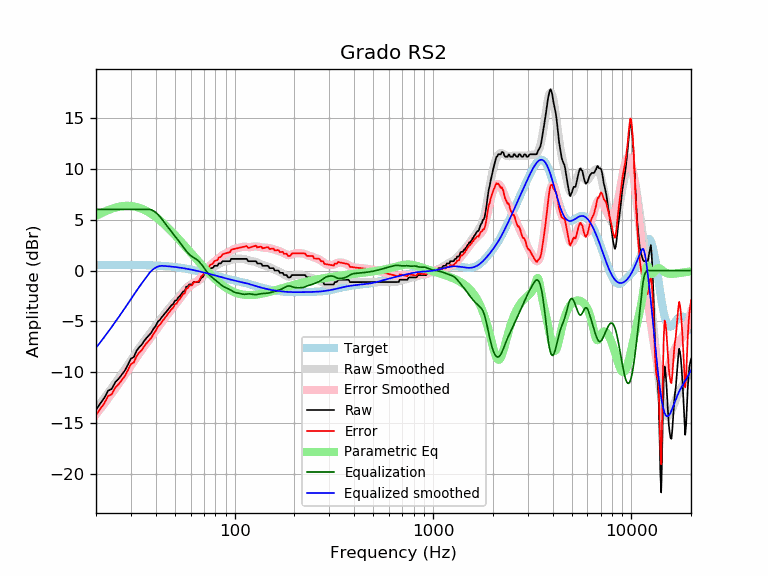 Grado RS2
Amplitude (dBr)
15
10
5
0
−5
−10
−15
−20
Target
Raw Smoothed
Error Smoothed
Raw
Error
Parametric Eq
Equalization
Equalized smoothed
100
1000
10000
Frequency (Hz)